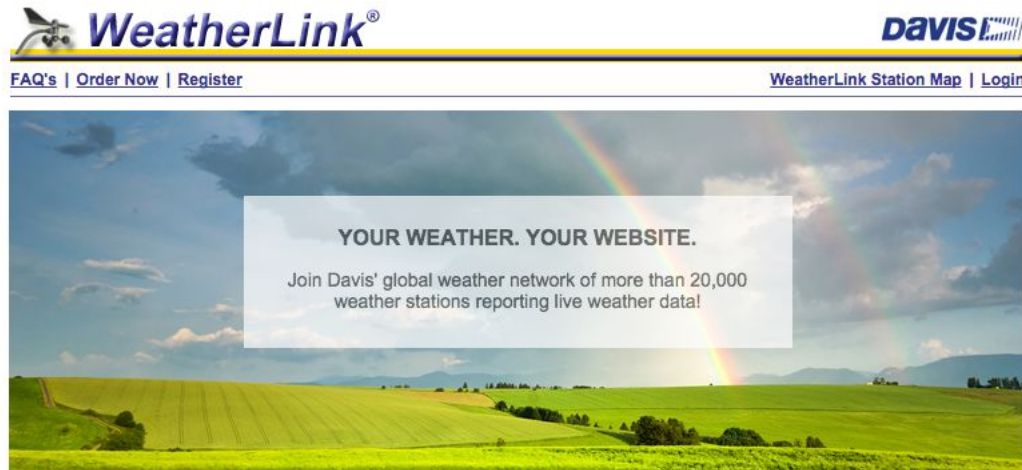 WeatherLink®
DAVIS
FAQ's | Order Now | Register
WeatherLink Station Map | Login
YOUR WEATHER. YOUR WEBSITE.
Join Davis' global weather network of more than 20,000
weather stations reporting live weather data!